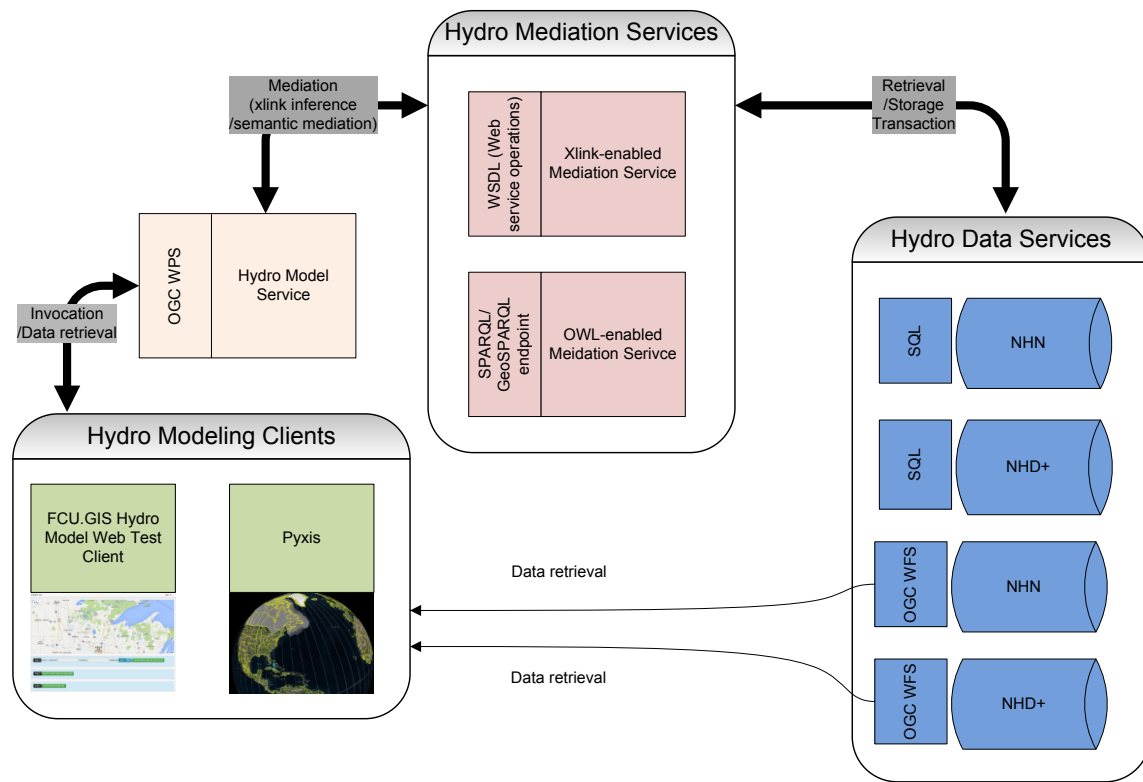 Hydro Mediation Services
Mediation
(xlink inference
/semantic mediation)
Retrieval
/Storage
Transaction
WSDL (Web
service operations)
Xlink-enabled
Mediation Service
SPARQL/
GeoSPARQL
endpoint
OWL-enabled
Meidation Serivce
OGC WPS
Hydro Model
Service
Invocation
/Data retrieval
Hydro Data Services
SQL
NHN
SQL
NHD+
OGC WFS
NHN
OGC WFS
NHD+
Hydro Modeling Clients
FCU.GIS Hydro
Model Web Test
Client
Pyxis
Data retrieval
Data retrieval